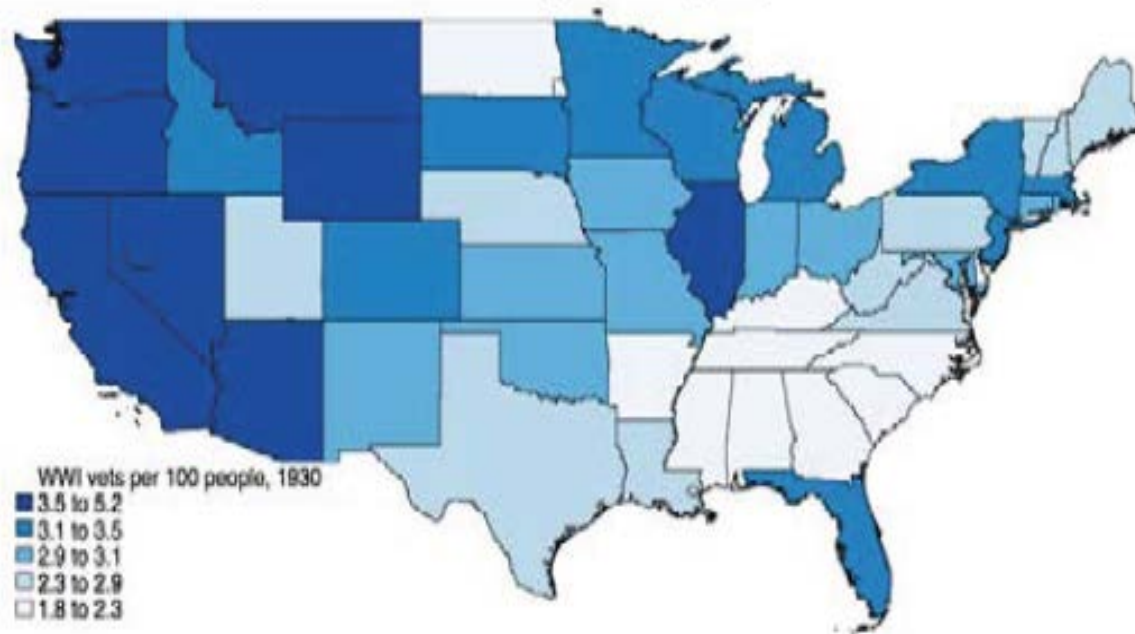 WWI vets per 100 people, 1930
3.5 to 5.2
3.1 to 3.5
2.9 to 3.1
2.3 to 2.9
1.8 to 2.3